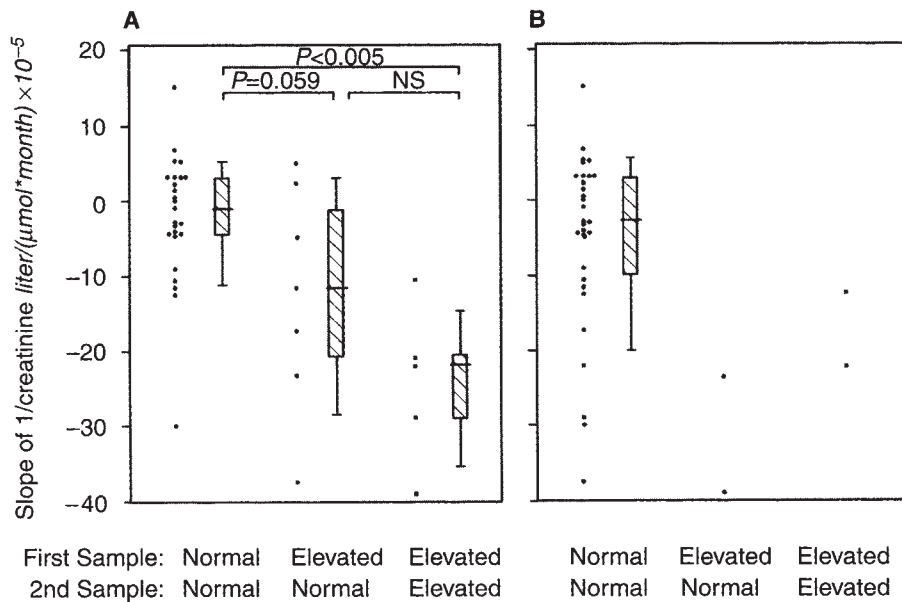 A
B
Slope of 1/creatinine liter/(μmol*month) ×10⁻⁵
20
10
0
−10
−20
−30
−40
P<0.005
P=0.059
NS
First Sample: Normal Elevated Elevated
2nd Sample: Normal Normal Elevated
Normal Elevated Elevated
Normal Normal Elevated